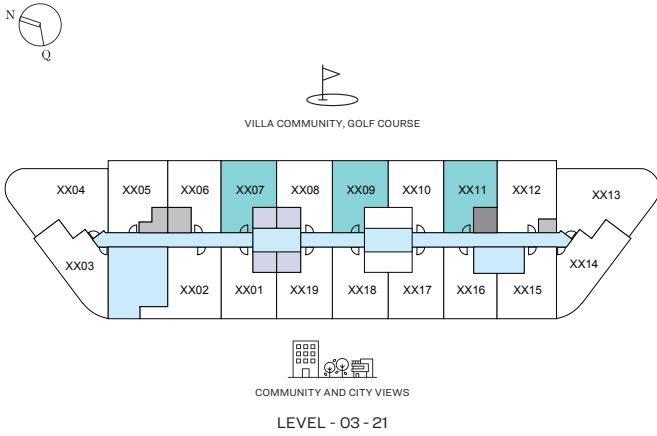 N
Q
VILLA COMMUNITY, GOLF COURSE
XX04 XX05 XX06 XX07 XX08 XX09 XX10 XX11 XX12 XX13
XX03 XX14
XX02 XX01 XX19 XX18 XX17 XX16 XX15
COMMUNITY AND CITY VIEWS
LEVEL - 03 - 21